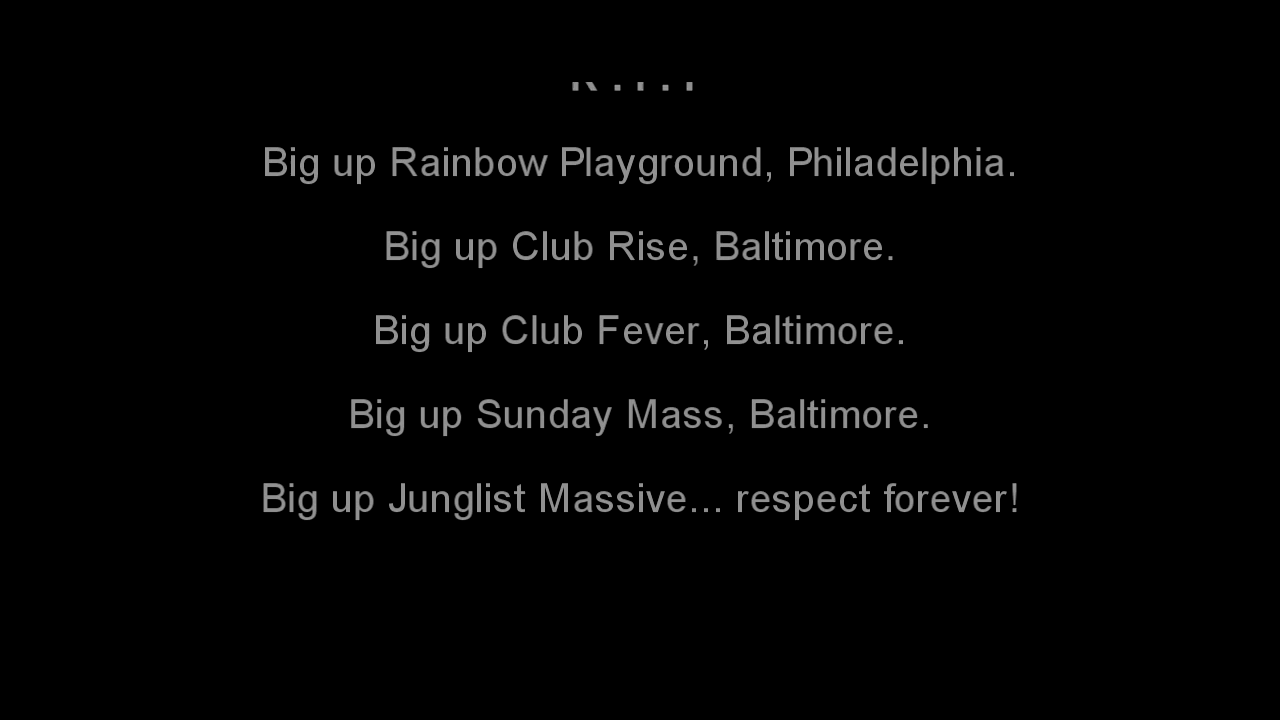 Big up Rainbow Playground, Philadelphia.
Big up Club Rise, Baltimore.
Big up Club Fever, Baltimore.
Big up Sunday Mass, Baltimore.
Big up Junglist Massive... respect forever!